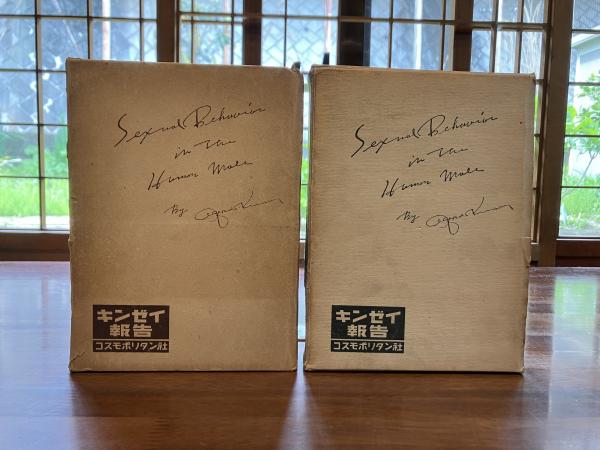 Sexual Behavior
in the
Human Male
By
キンゼイ
報告
コスモポリタン社
Sexual Behavior
in the
Human Male
By
キンゼイ
報告
コスモポリタン社